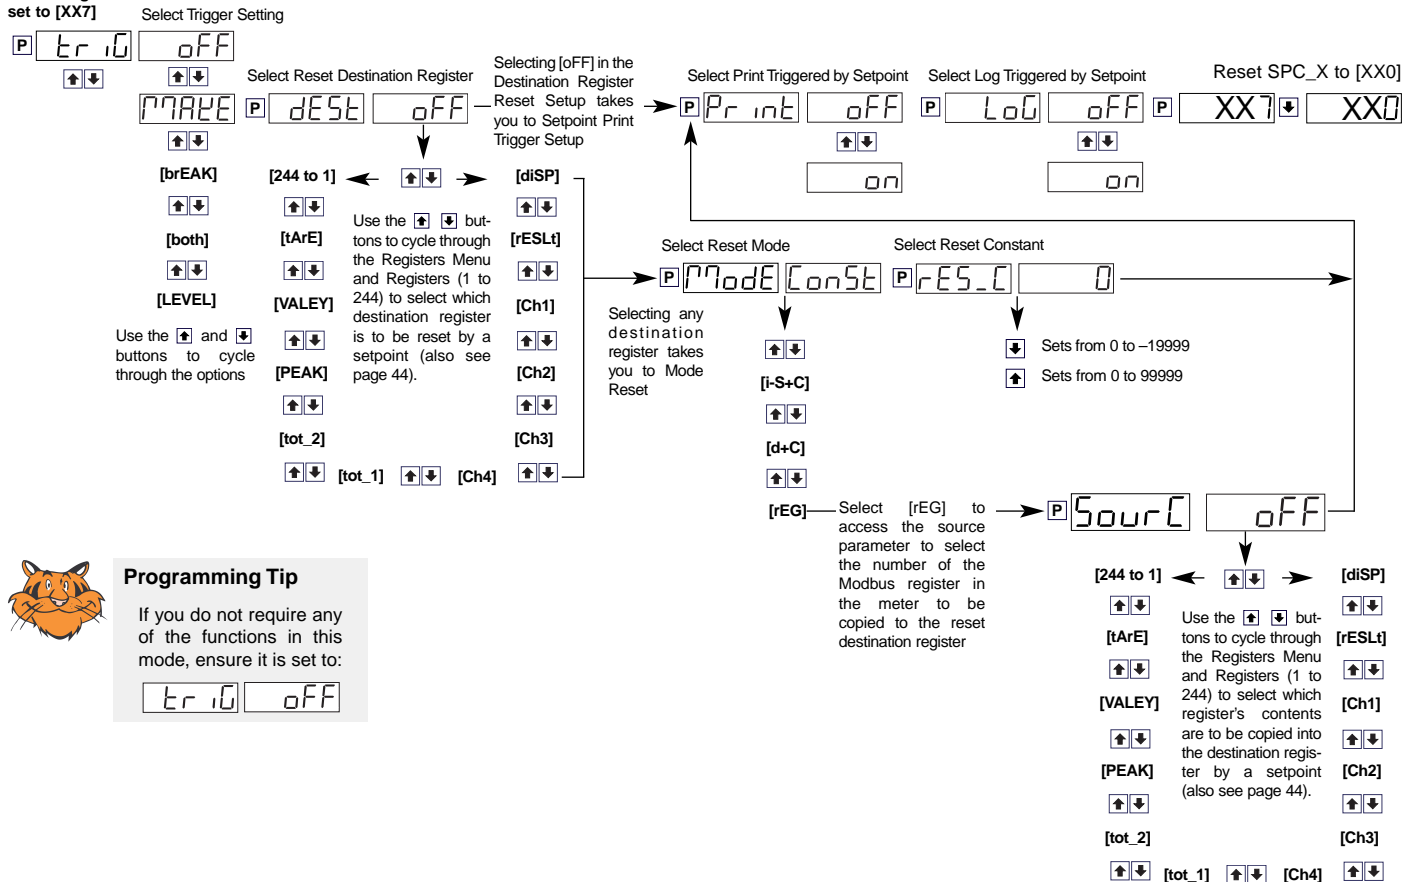 set to [XX7]
Select Trigger Setting
P triG oFF
MAKE
[brEAK]
[both]
[LEVEL]
Use the and
buttons to cycle
through the options
Select Reset Destination Register
P dESt oFF
Selecting [oFF] in the
Destination Register
Reset Setup takes
you to Setpoint Print
Trigger Setup
[244 to 1]
[tArE]
[VALEY]
[PEAK]
[tot_2]
[tot_1]
[Ch4]
Use the but-
tons to cycle through
the Registers Menu
and Registers (1 to
244) to select which
destination register
is to be reset by a
setpoint (also see
page 44).
[diSP]
[rESLt]
[Ch1]
[Ch2]
[Ch3]
Select Print Triggered by Setpoint
P Print oFF
on
Select Log Triggered by Setpoint
P LoG oFF
on
Reset SPC_X to [XX0]
P XX7 XX0
Selecting any
destination
register takes
you to Mode
Reset
Select Reset Mode
P ModE ConSt
[i-S+C]
[d+C]
[rEG]
Select Reset Constant
P rES_C 0
Sets from 0 to –19999
Sets from 0 to 99999
Select [rEG] to
access the source
parameter to select
the number of the
Modbus register in
the meter to be
copied to the reset
destination register
P SourC oFF
[244 to 1]
[tArE]
[VALEY]
[PEAK]
[tot_2]
[tot_1]
[Ch4]
Use the but-
tons to cycle through
the Registers Menu
and Registers (1 to
244) to select which
register's contents
are to be copied into
the destination regis-
ter by a setpoint
(also see page 44).
[diSP]
[rESLt]
[Ch1]
[Ch2]
[Ch3]
Programming Tip
If you do not require any
of the functions in this
mode, ensure it is set to:
triG oFF